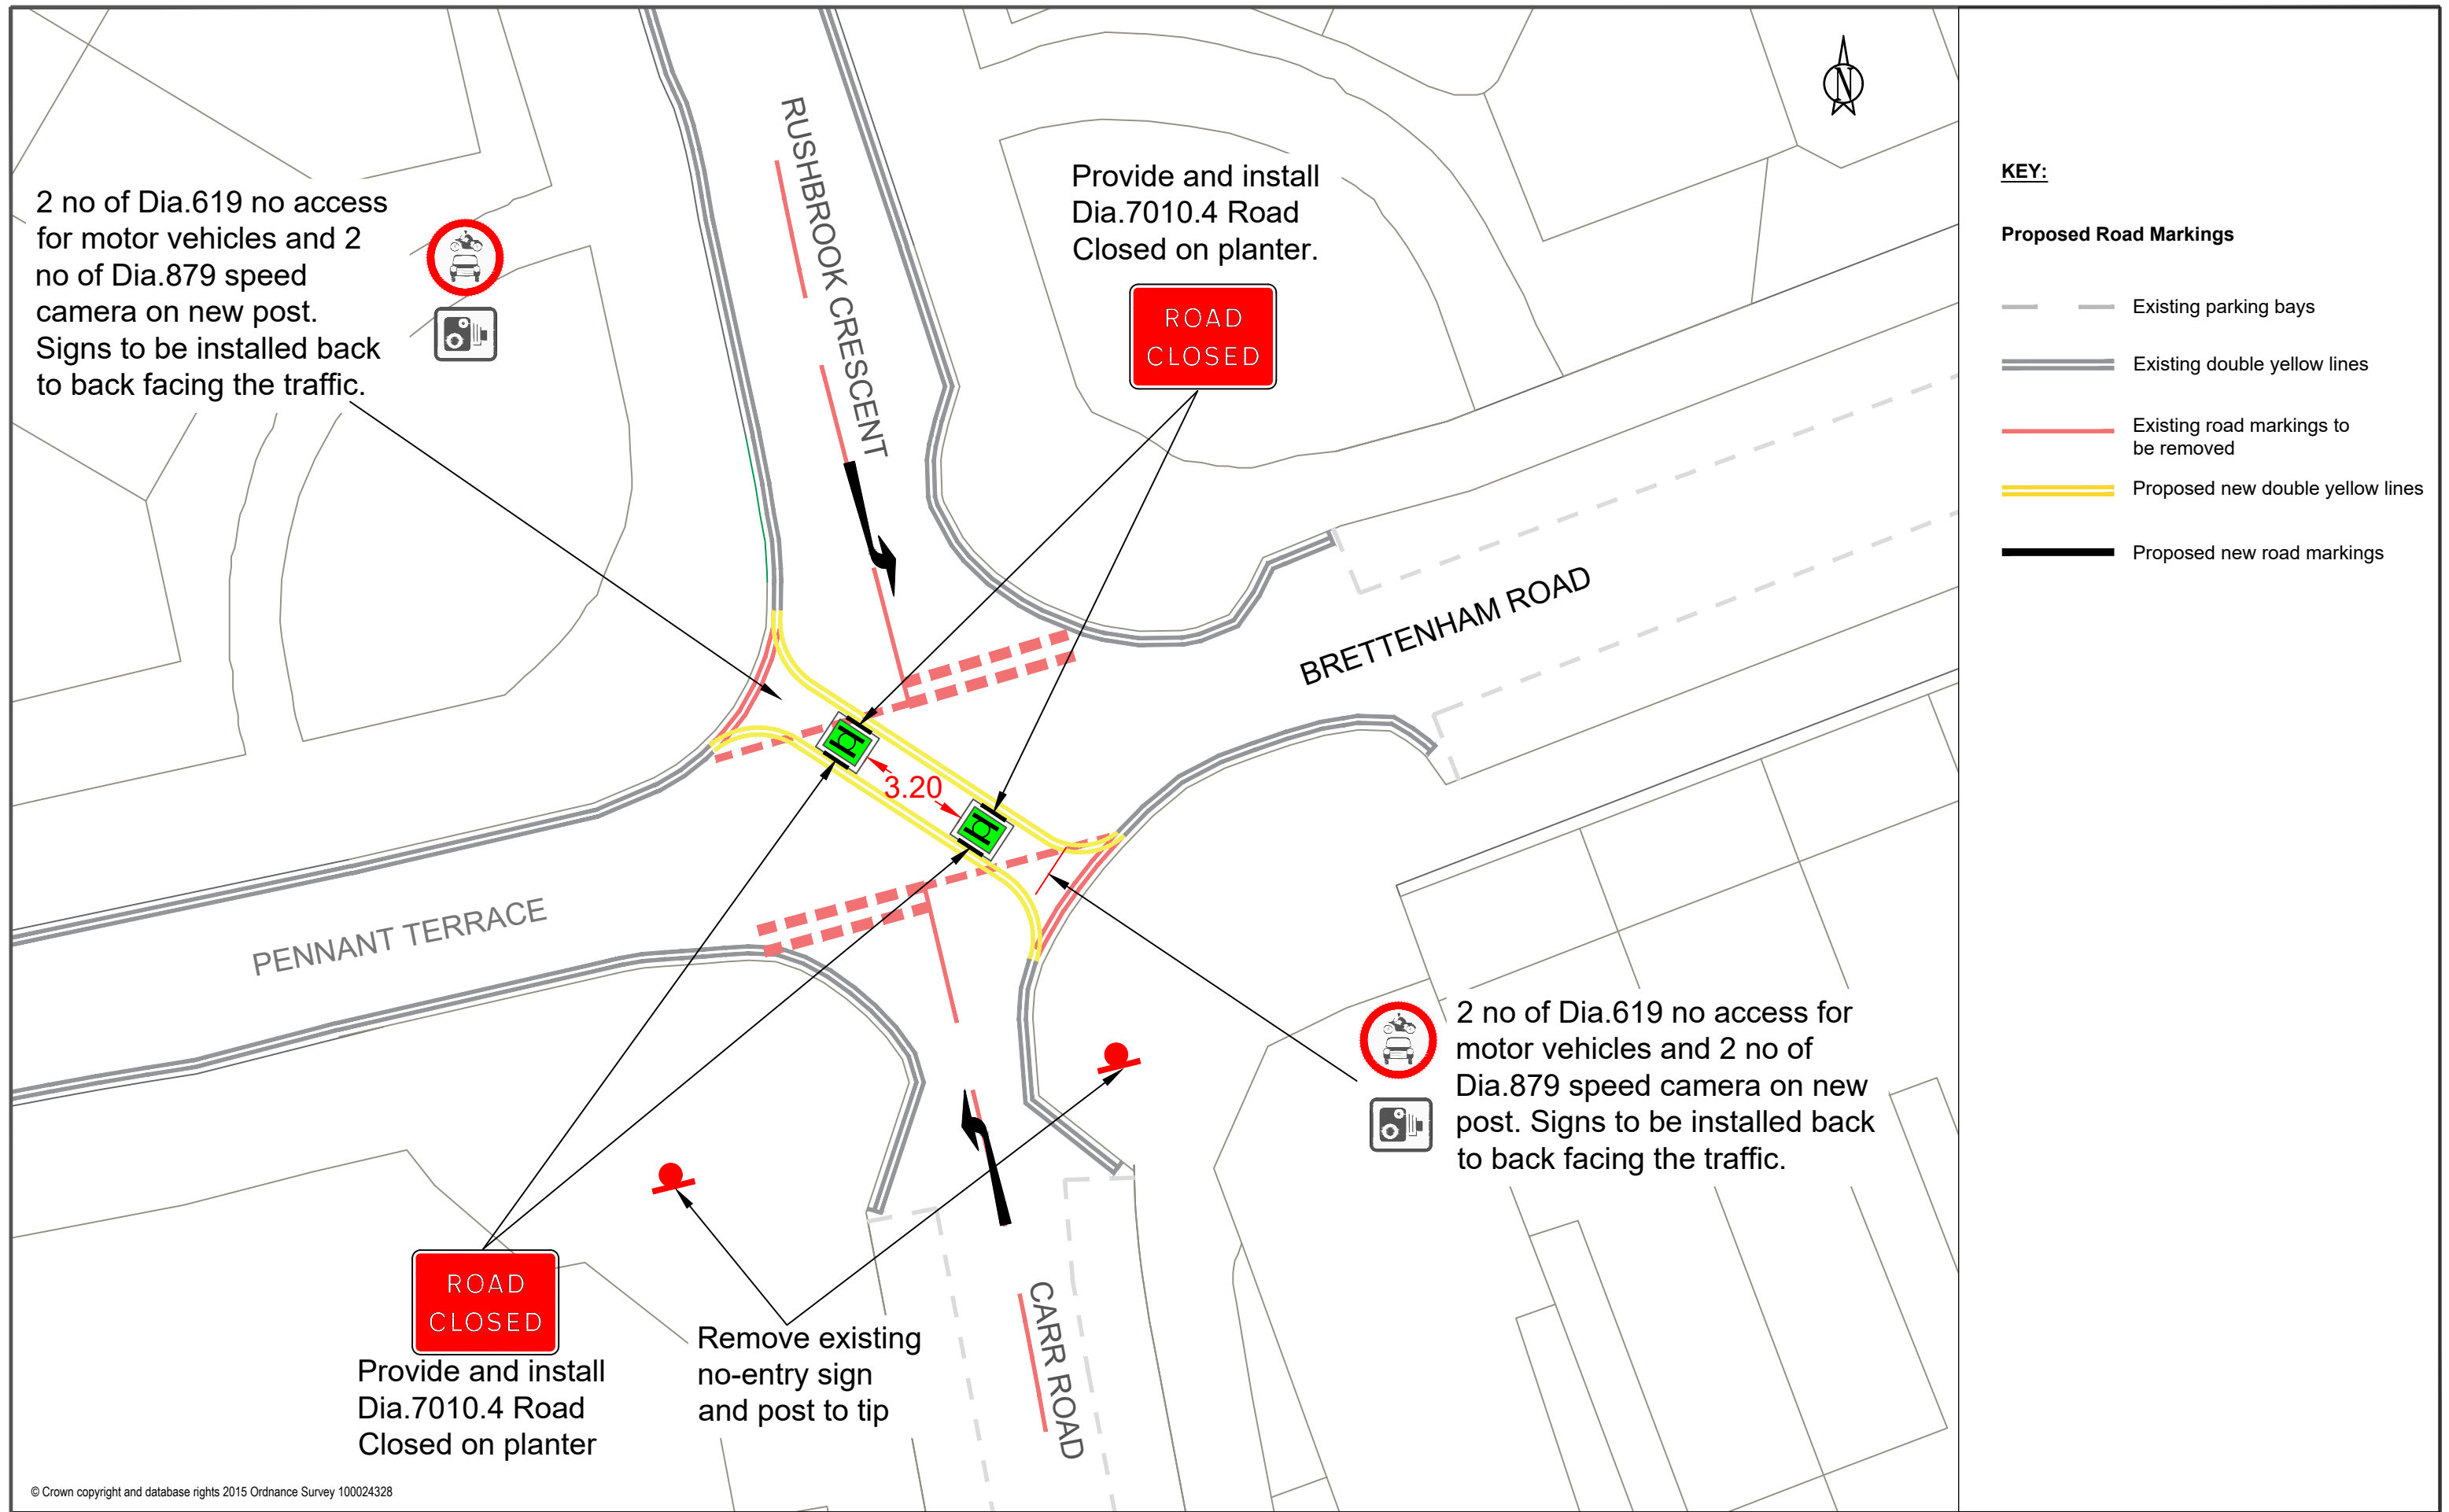 2 no of Dia.619 no access
for motor vehicles and 2
no of Dia.879 speed
camera on new post.
Signs to be installed back
to back facing the traffic.
RUSHBROOK CRESCENT
Provide and install
Dia.7010.4 Road
Closed on planter.
ROAD
CLOSED
N
KEY:
Proposed Road Markings
Existing parking bays
Existing double yellow lines
Existing road markings to
be removed
Proposed new double yellow lines
Proposed new road markings
BRETTENHAM ROAD
3.20
PENNANT TERRACE
2 no of Dia.619 no access for
motor vehicles and 2 no of
Dia.879 speed camera on new
post. Signs to be installed back
to back facing the traffic.
ROAD
CLOSED
Provide and install
Dia.7010.4 Road
Closed on planter
Remove existing
no-entry sign
and post to tip
CARR ROAD
© Crown copyright and database rights 2015 Ordnance Survey 100024328